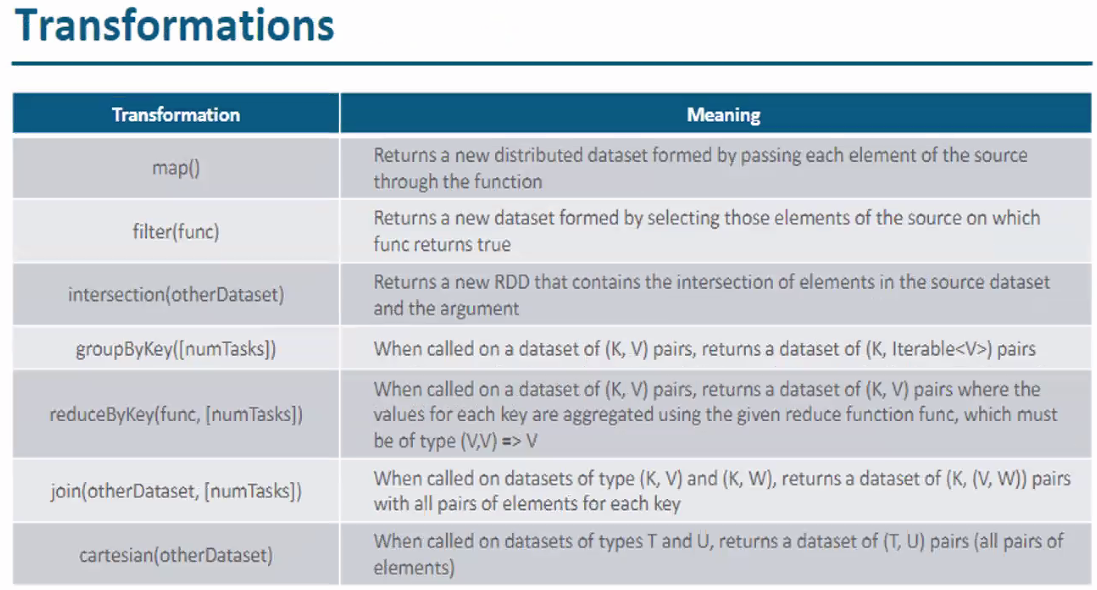 Transformations
Transformation
Meaning
map()
Returns a new distributed dataset formed by passing each element of the source
through the function
filter(func)
Returns a new dataset formed by selecting those elements of the source on which
func returns true
intersection(otherDataset)
Returns a new RDD that contains the intersection of elements in the source dataset
and the argument
groupByKey([numTasks])
When called on a dataset of (K, V) pairs, returns a dataset of (K, Iterable<V>) pairs
reduceByKey(func, [numTasks])
When called on a dataset of (K, V) pairs, returns a dataset of (K, V) pairs where the
values for each key are aggregated using the given reduce function func, which must
be of type (V,V) => V
join(otherDataset, [numTasks])
When called on datasets of type (K, V) and (K, W), returns a dataset of (K, (V, W)) pairs
with all pairs of elements for each key
cartesian(otherDataset)
When called on datasets of types T and U, returns a dataset of (T, U) pairs (all pairs of
elements)